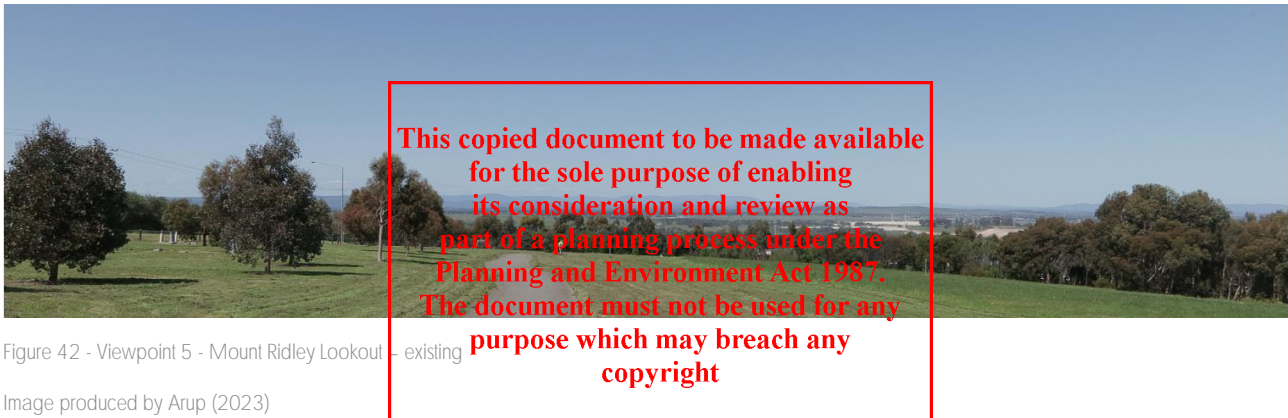 This copied document to be made available
for the sole purpose of enabling
its consideration and review as
part of a planning process under the
Planning and Environment Act 1987.
The document must not be used for any
purpose which may breach any
copyright
Figure 42 - Viewpoint 5 - Mount Ridley Lookout – existing
Image produced by Arup (2023)